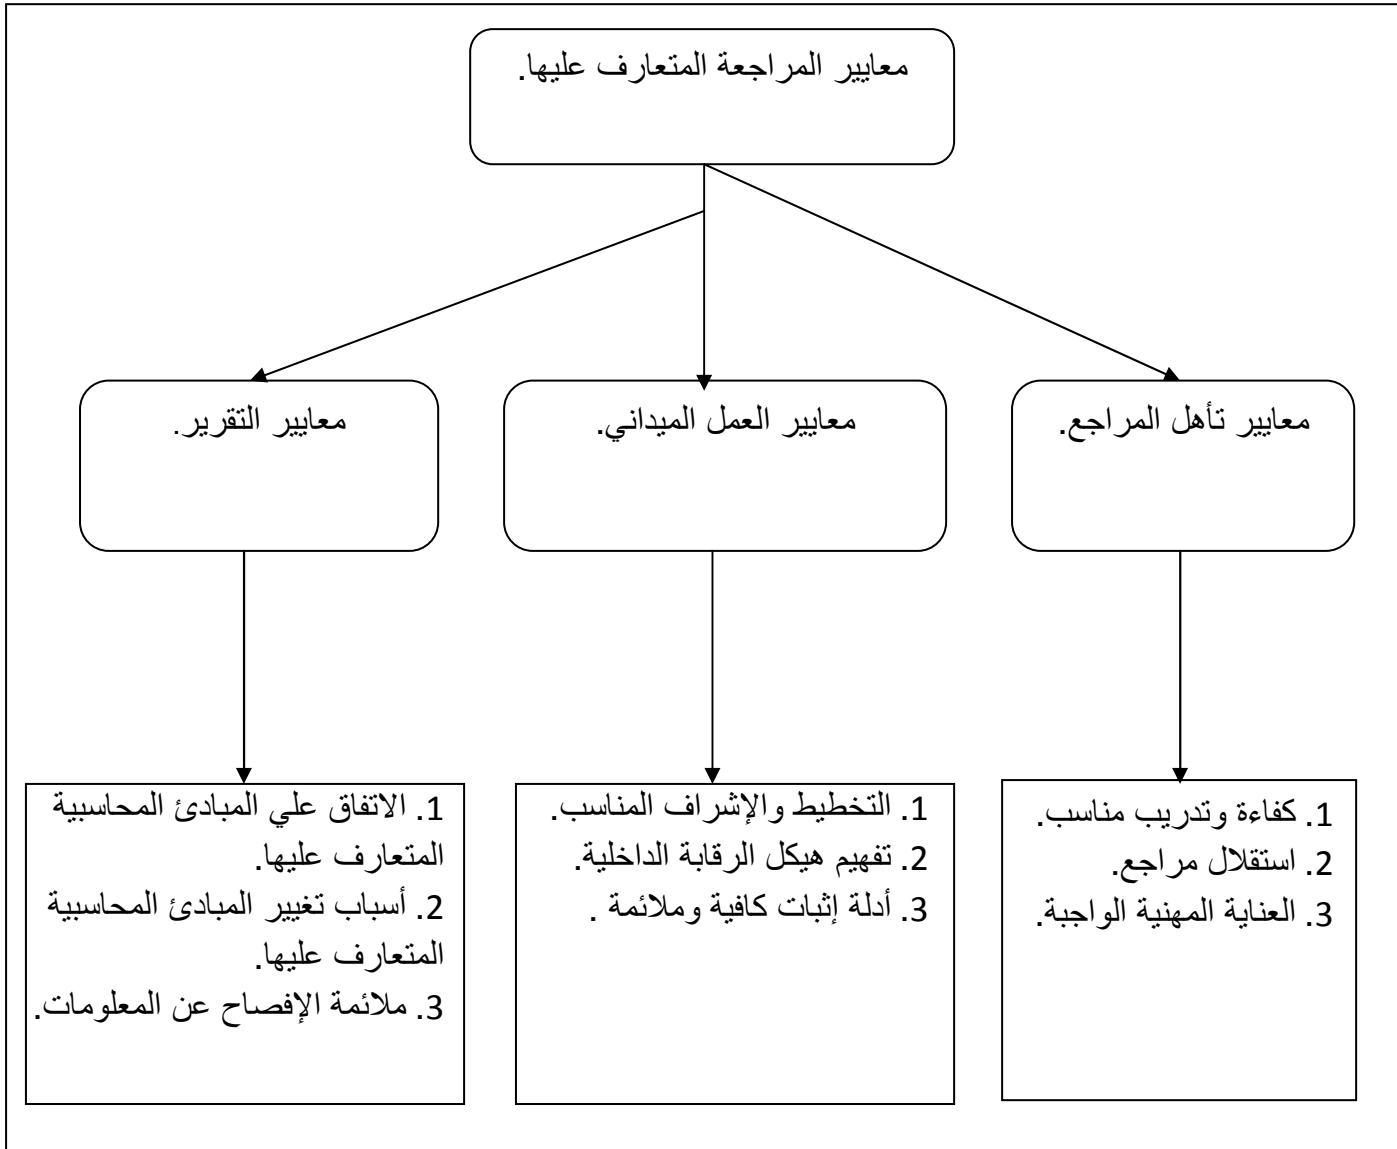 معايير المراجعة المتعارف عليها.
معايير تأهل المراجع.
معايير العمل الميداني.
معايير التقرير.
1. كفاءة وتدريب مناسب.
2. استقلال مراجع.
3. العناية المهنية الواجبة.
1. التخطيط والإشراف المناسب.
2. تفهيم هيكل الرقابة الداخلية.
3. أدلة إثبات كافية وملائمة .
1. الاتفاق علي المبادئ المحاسبية
المتعارف عليها.
2. أسباب تغيير المبادئ المحاسبية
المتعارف عليها.
3. ملائمة الإفصاح عن المعلومات.